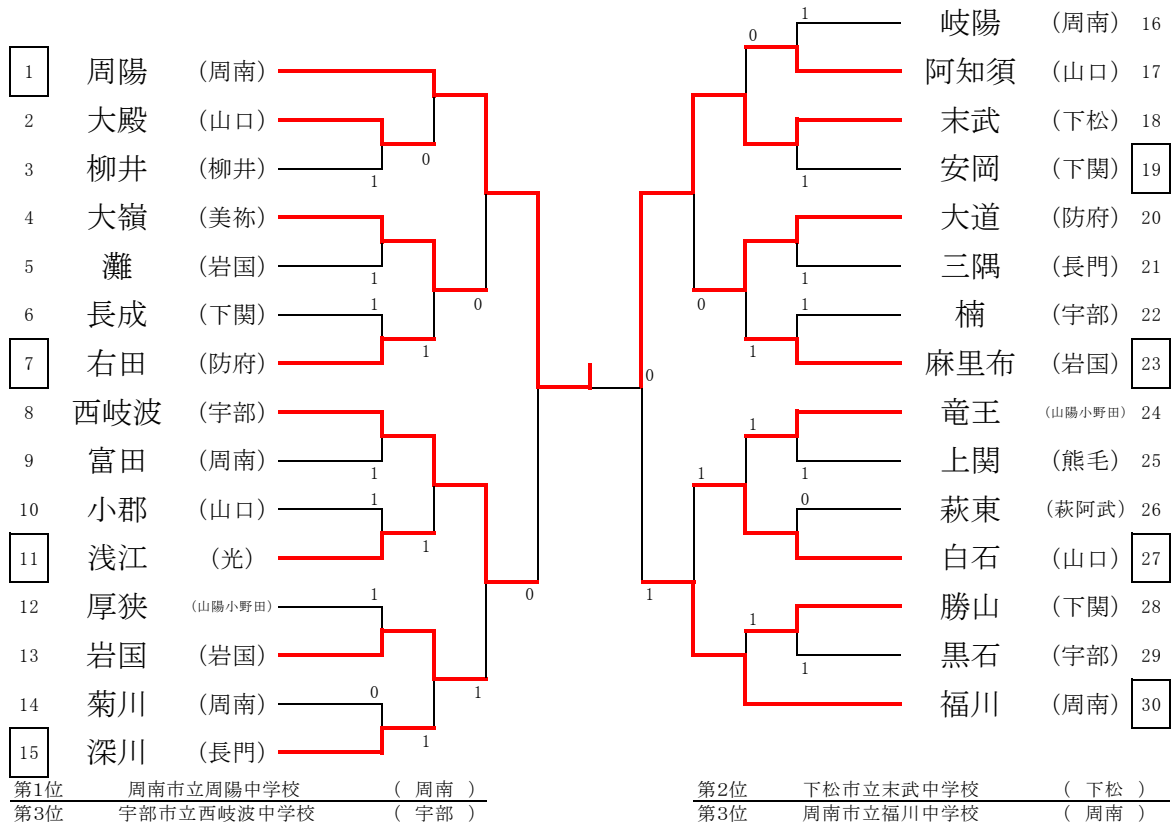 1 周陽 (周南)
2 大殿 (山口)
3 柳井 (柳井)
4 大嶺 (美祢)
5 灘 (岩国)
6 長成 (下関)
7 右田 (防府)
8 西岐波 (宇部)
9 富田 (周南)
10 小郡 (山口)
11 浅江 (光)
12 厚狭 (山陽小野田)
13 岩国 (岩国)
14 菊川 (周南)
15 深川 (長門)
0
1
1
1
1
0
1
1
1
1
0
1
1
0
0
1
0
1
0
1
1
0
1
1
1
1
1
0
1
1
岐陽 (周南) 16
阿知須 (山口) 17
末武 (下松) 18
安岡 (下関) 19
大道 (防府) 20
三隅 (長門) 21
楠 (宇部) 22
麻里布 (岩国) 23
竜王 (山陽小野田) 24
上関 (熊毛) 25
萩東 (萩阿武) 26
白石 (山口) 27
勝山 (下関) 28
黒石 (宇部) 29
福川 (周南) 30
第1位 周南市立周陽中学校 ( 周南 )
第3位 宇部市立西岐波中学校 ( 宇部 )
第2位 下松市立末武中学校 ( 下松 )
第3位 周南市立福川中学校 ( 周南 )